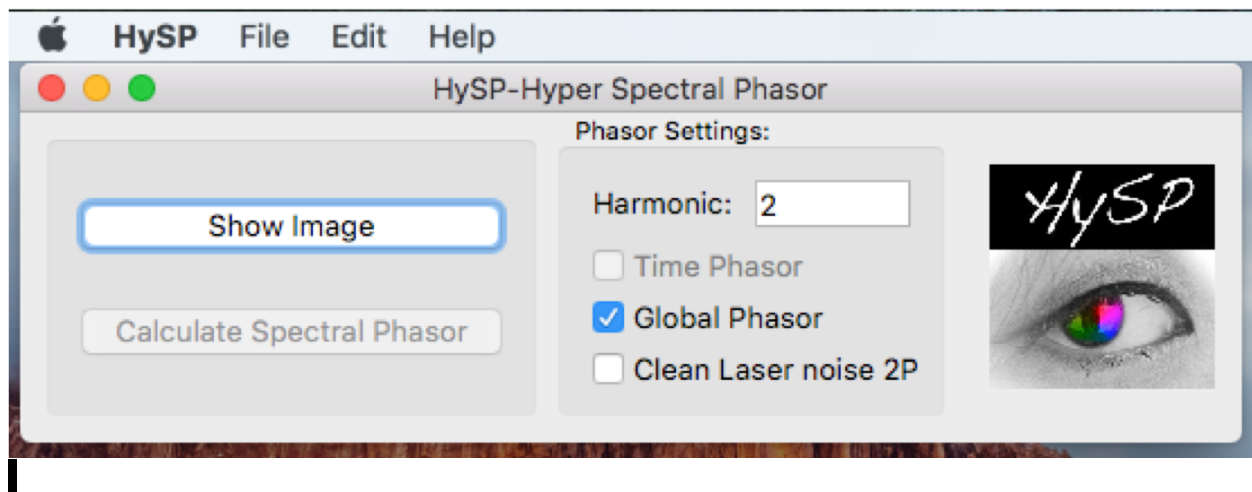 HySP File Edit Help
HySP-Hyper Spectral Phasor
Show Image
Calculate Spectral Phasor
Phasor Settings:
Harmonic: 2
Time Phasor
Global Phasor
Clean Laser noise 2P
HySP